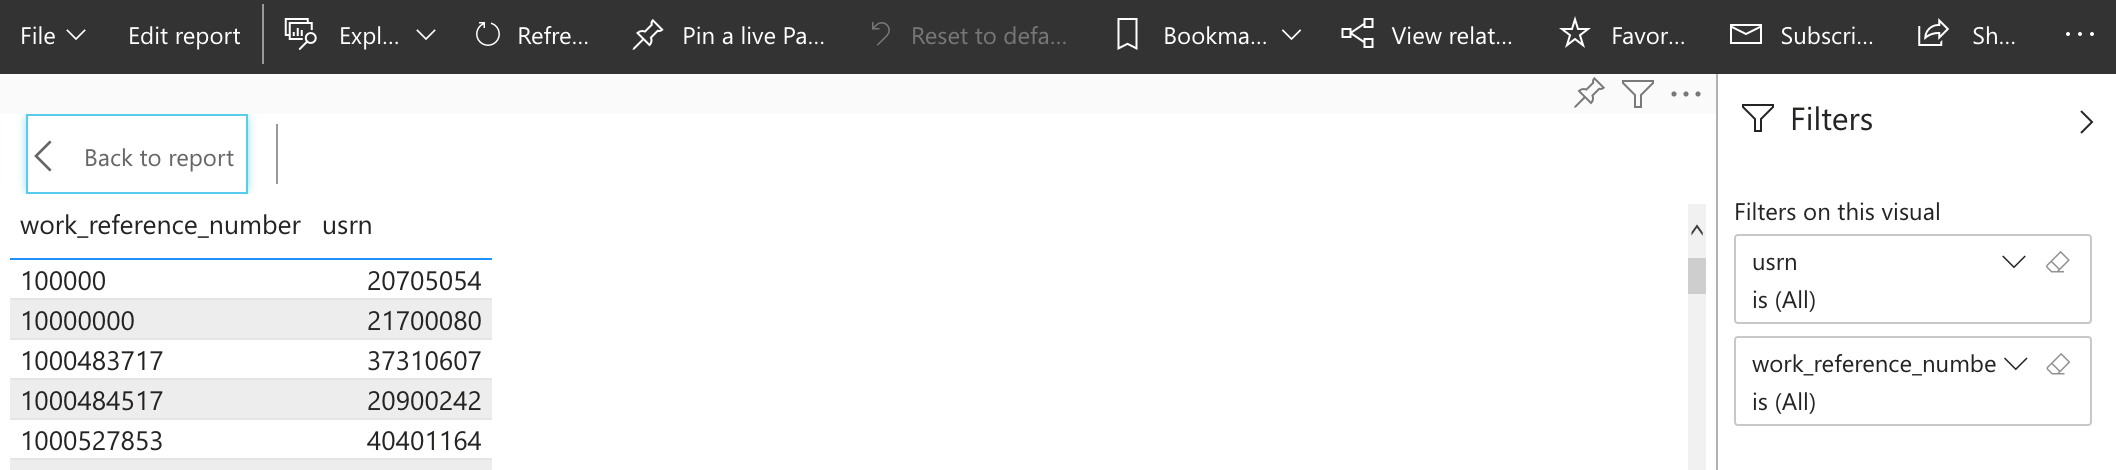 File Edit report Expl... Refre... Pin a live Pa... Reset to defa... Bookma... View relat... Favor... Subscri... Sh... ...
Back to report
work_reference_number usrn
100000 20705054
10000000 21700080
1000483717 37310607
1000484517 20900242
1000527853 40401164
Filters
Filters on this visual
usrn
is (All)
work_reference_numbe
is (All)